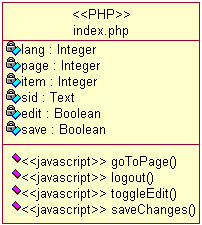 <<PHP>>
index.php
lang : Integer
page : Integer
item : Integer
sid : Text
edit : Boolean
save : Boolean
<<javascript>> goToPage()
<<javascript>> logout()
<<javascript>> toggleEdit()
<<javascript>> saveChanges()